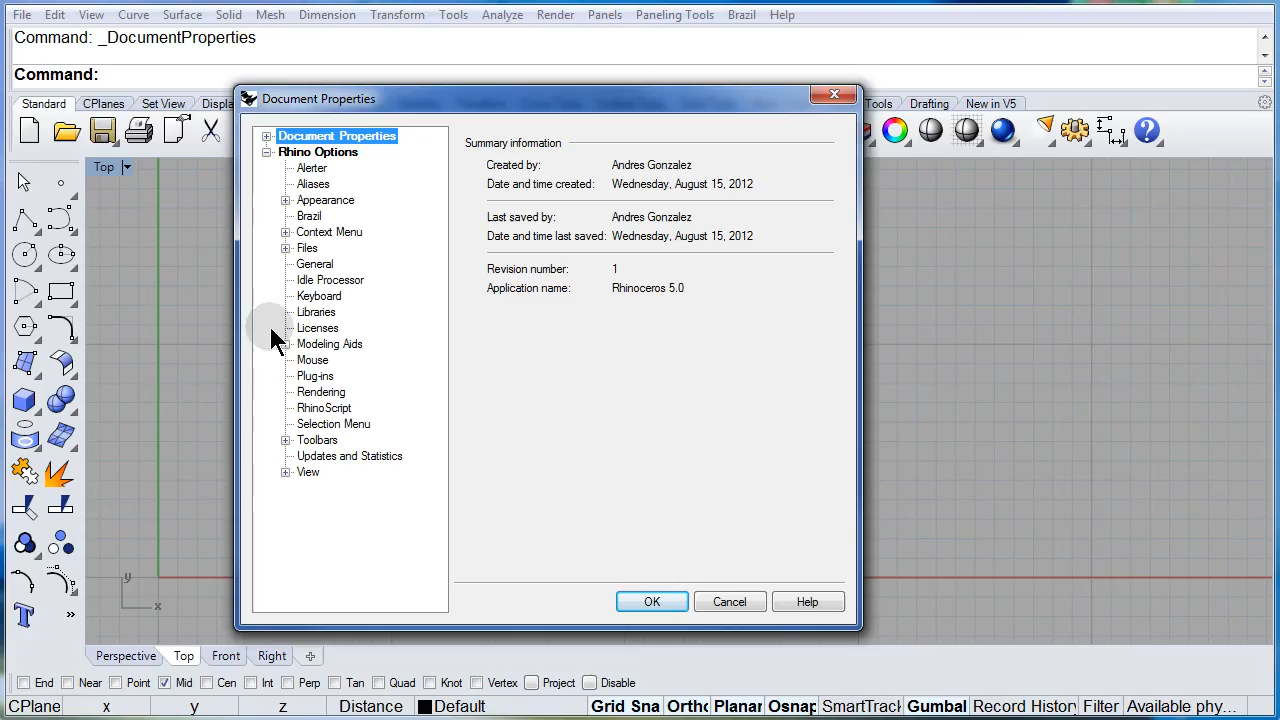 File Edit View Curve Surface Solid Mesh Dimension Transform Tools Analyze Render Panels Paneling Tools Brazil Help
Command: _DocumentProperties
Command:
Standard CPlanes Set View Displa Tools Drafting New in V5
Document Properties
Top
Document Properties
Rhino Options
Alerter
Aliases
Appearance
Brazil
Context Menu
Files
General
Idle Processor
Keyboard
Libraries
Licenses
Modeling Aids
Mouse
Plug-ins
Rendering
RhinoScript
Selection Menu
Toolbars
Updates and Statistics
View
Summary information
Created by: Andres Gonzalez
Date and time created: Wednesday, August 15, 2012
Last saved by: Andres Gonzalez
Date and time last saved: Wednesday, August 15, 2012
Revision number: 1
Application name: Rhinoceros 5.0
OK Cancel Help
y
x
Perspective Top Front Right
End Near Point Mid Cen Int Perp Tan Quad Knot Vertex Project Disable
CPlane x y z Distance Default Grid Sna Ortho Planar Osnap SmartTrack Gumbal Record History Filter Available phy...